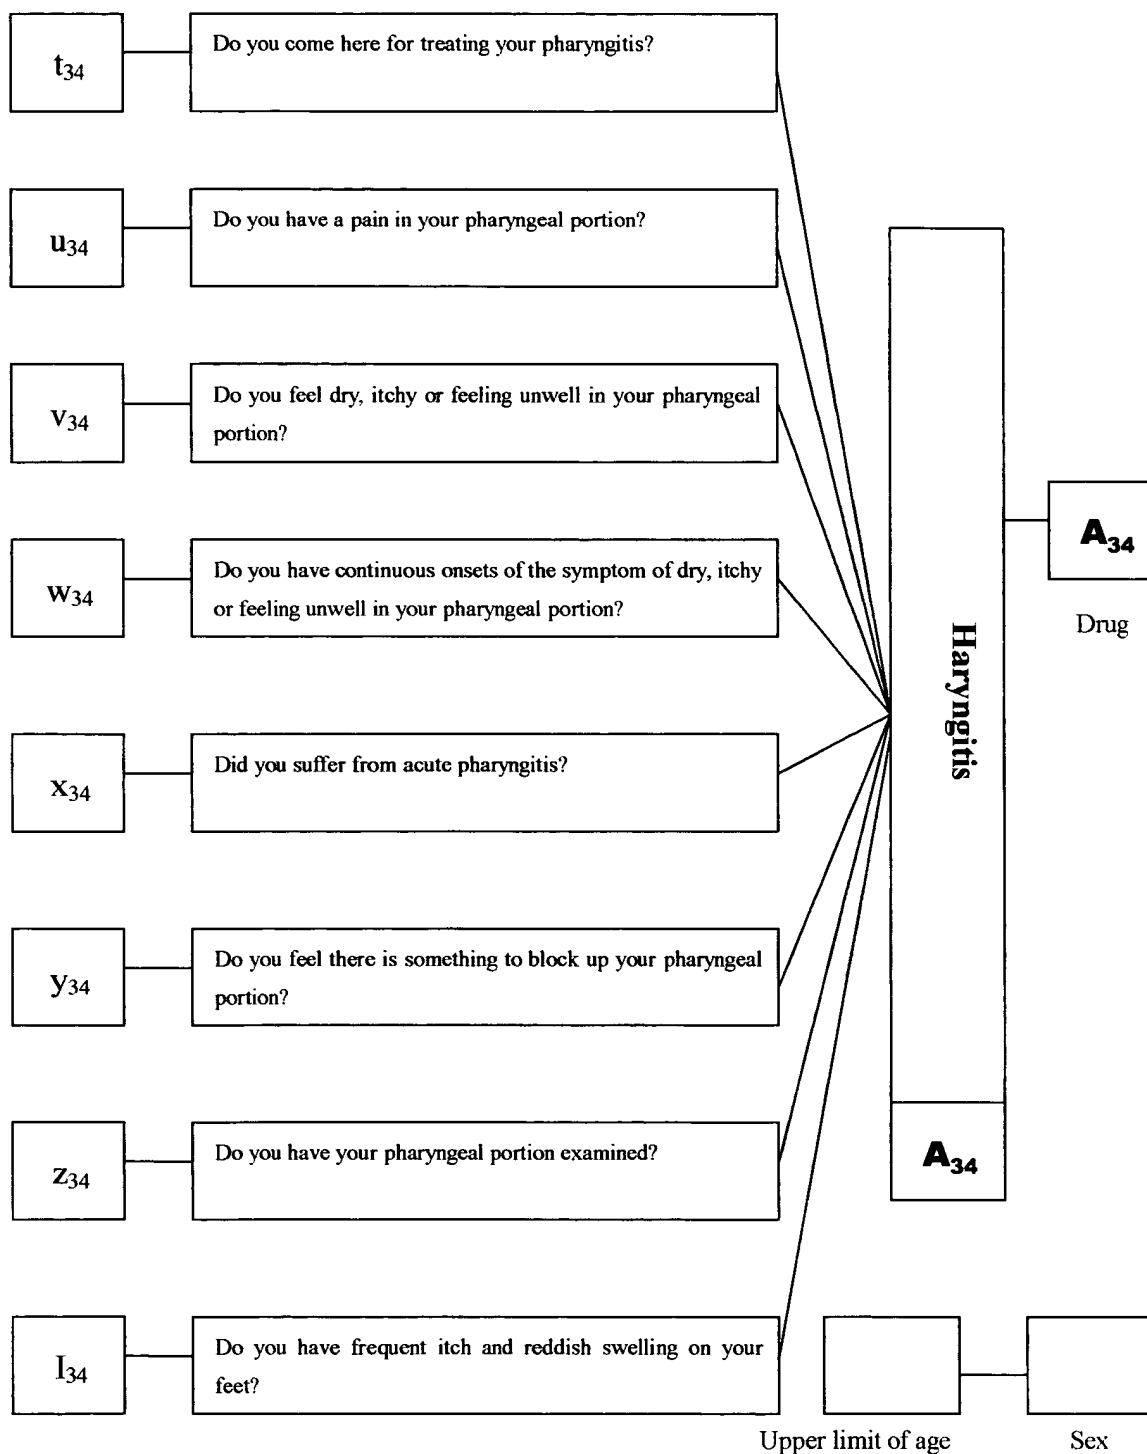 t34
Do you come here for treating your pharyngitis?
u34
Do you have a pain in your pharyngeal portion?
v34
Do you feel dry, itchy or feeling unwell in your pharyngeal
portion?
w34
Do you have continuous onsets of the symptom of dry, itchy
or feeling unwell in your pharyngeal portion?
x34
Did you suffer from acute pharyngitis?
y34
Do you feel there is something to block up your pharyngeal
portion?
z34
Do you have your pharyngeal portion examined?
I34
Do you have frequent itch and reddish swelling on your
feet?
Haryngitis
A34
A34
Drug
Upper limit of age
Sex